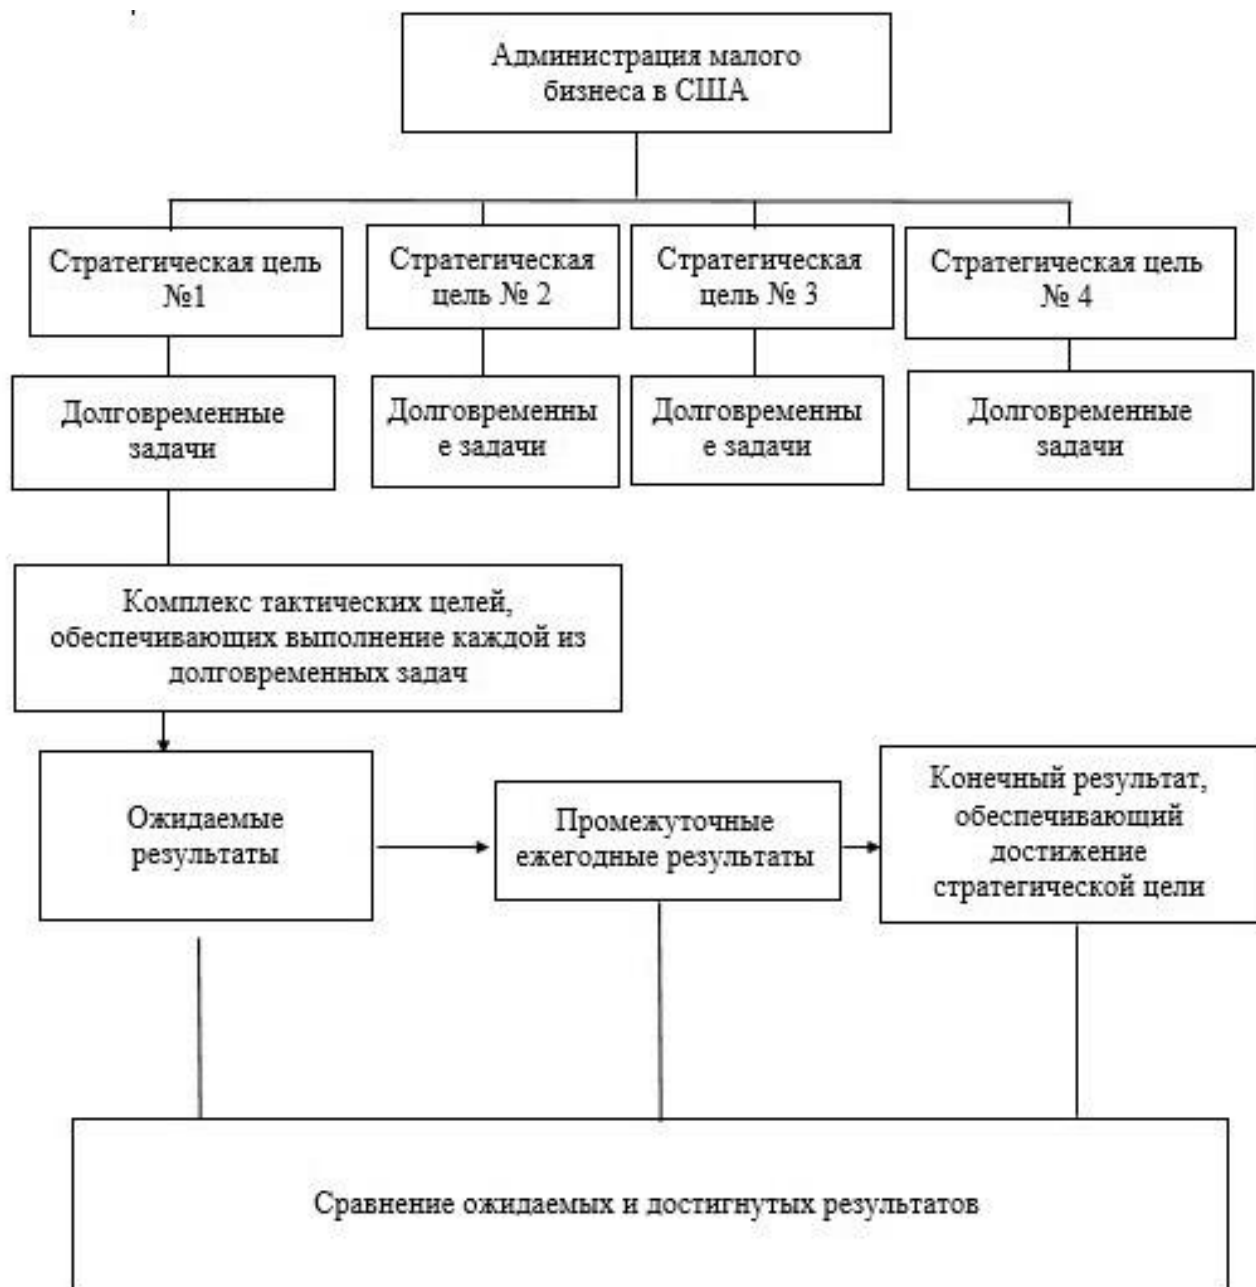 Администрация малого
бизнеса в США
Стратегическая цель
№1
Стратегическая
цель № 2
Стратегическая
цель № 3
Стратегическая цель
№ 4
Долговременные
задачи
Долговременны
е задачи
Долговременны
е задачи
Долговременные
задачи
Комплекс тактических целей,
обеспечивающих выполнение каждой из
долговременных задач
Ожидаемые
результаты
Промежуточные
ежегодные результаты
Конечный результат,
обеспечивающий
достижение
стратегической цели
Сравнение ожидаемых и достигнутых результатов